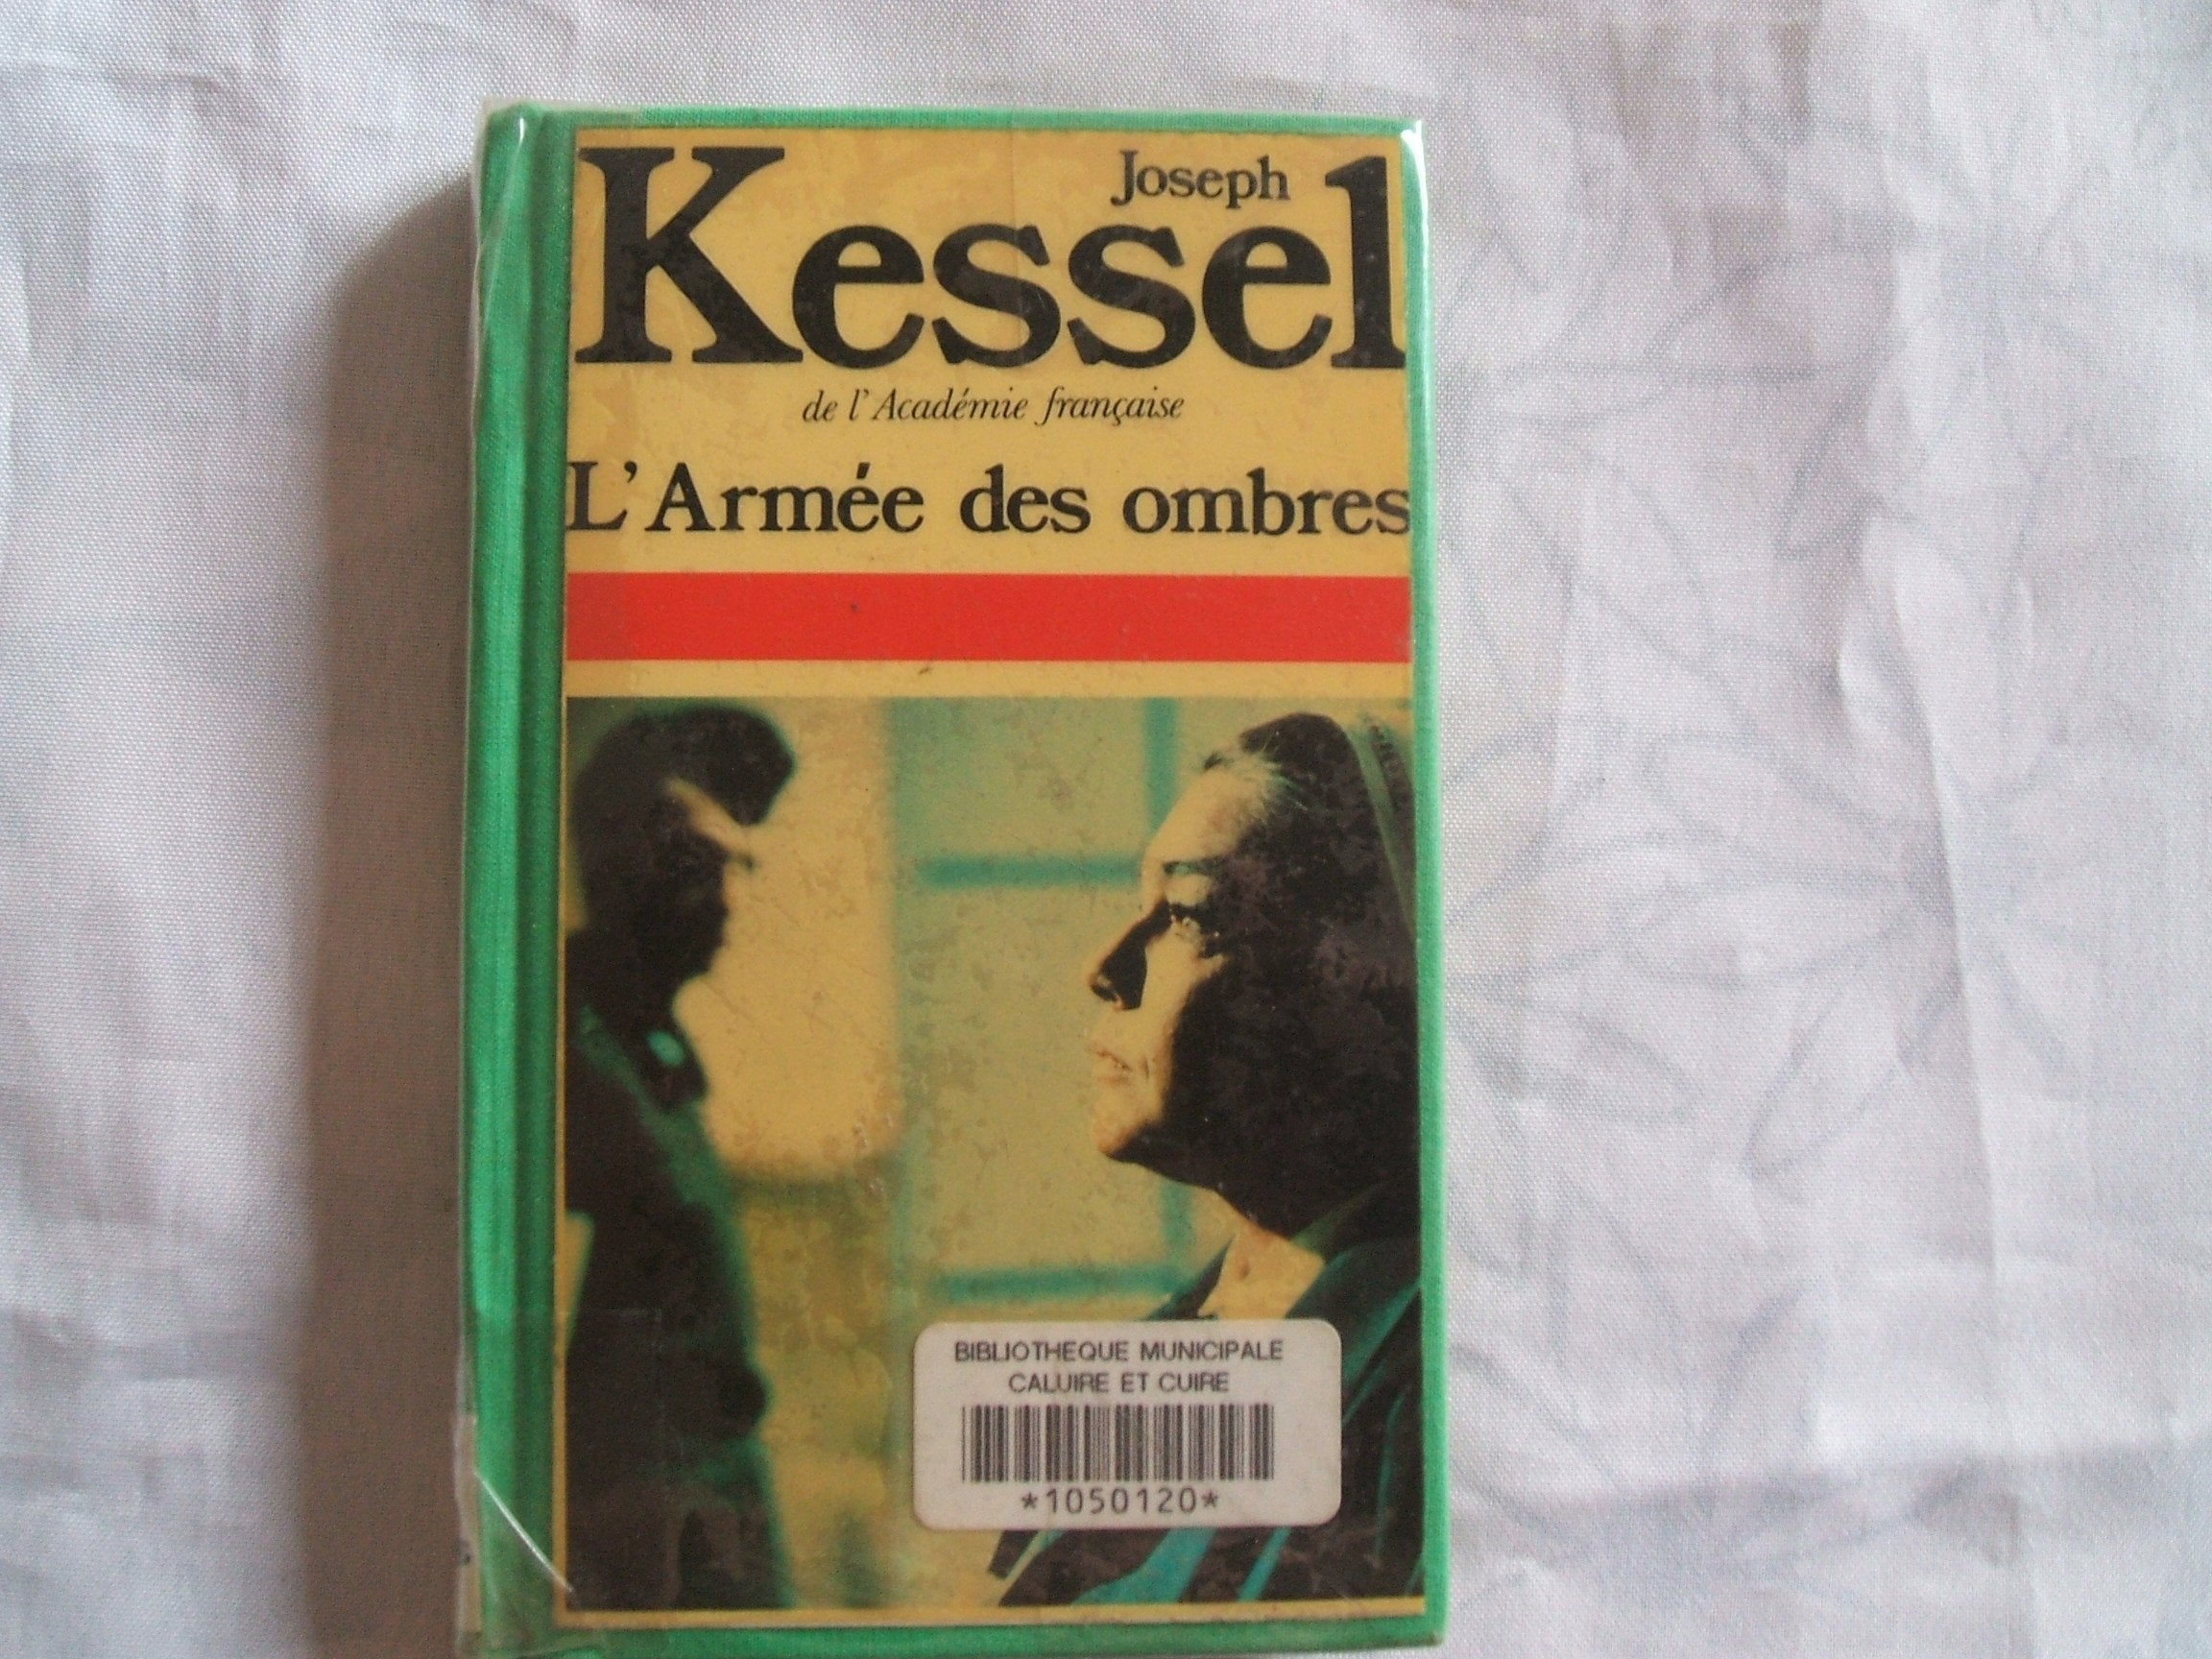 Joseph
Kessel
de l'Académie française
L'Armée des ombres
BIBLIOTHEQUE MUNICIPALE
CALUIRE ET CUIRE
*1050120*